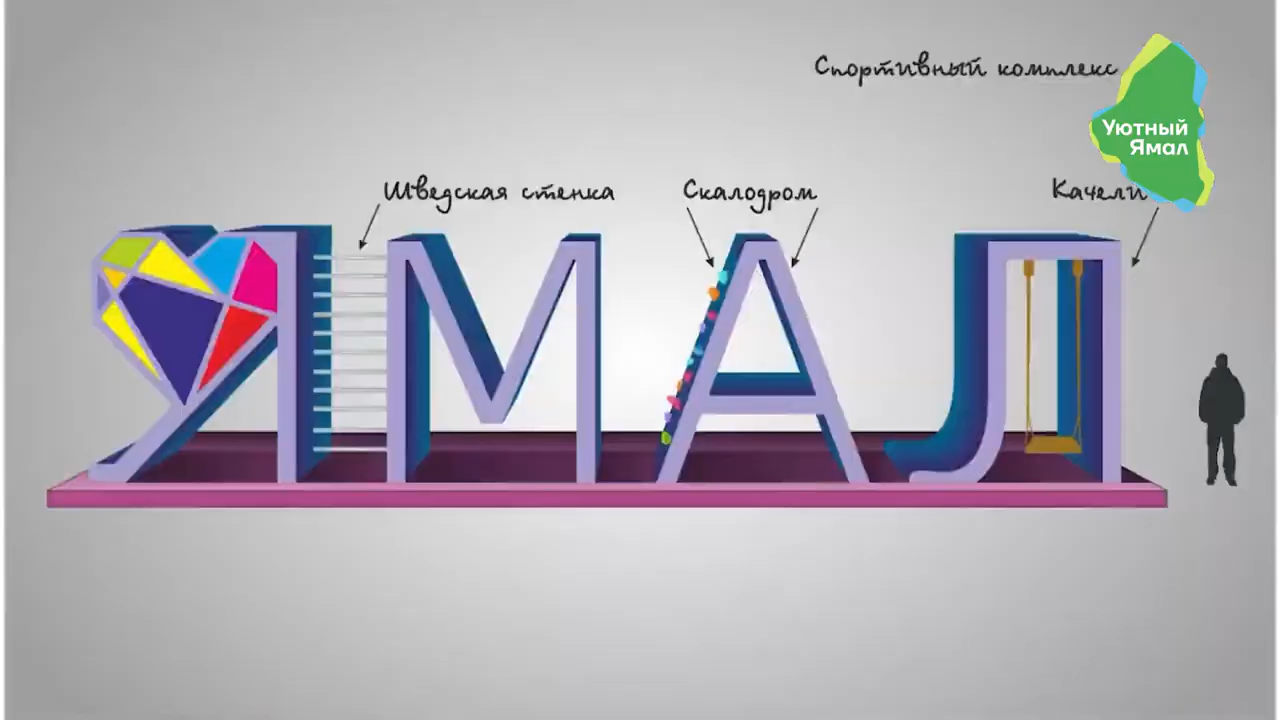 Спортивный комплекс
Уютный
Ямал
Шведская стенка
Скалодром
Качели
ЯМАЛ